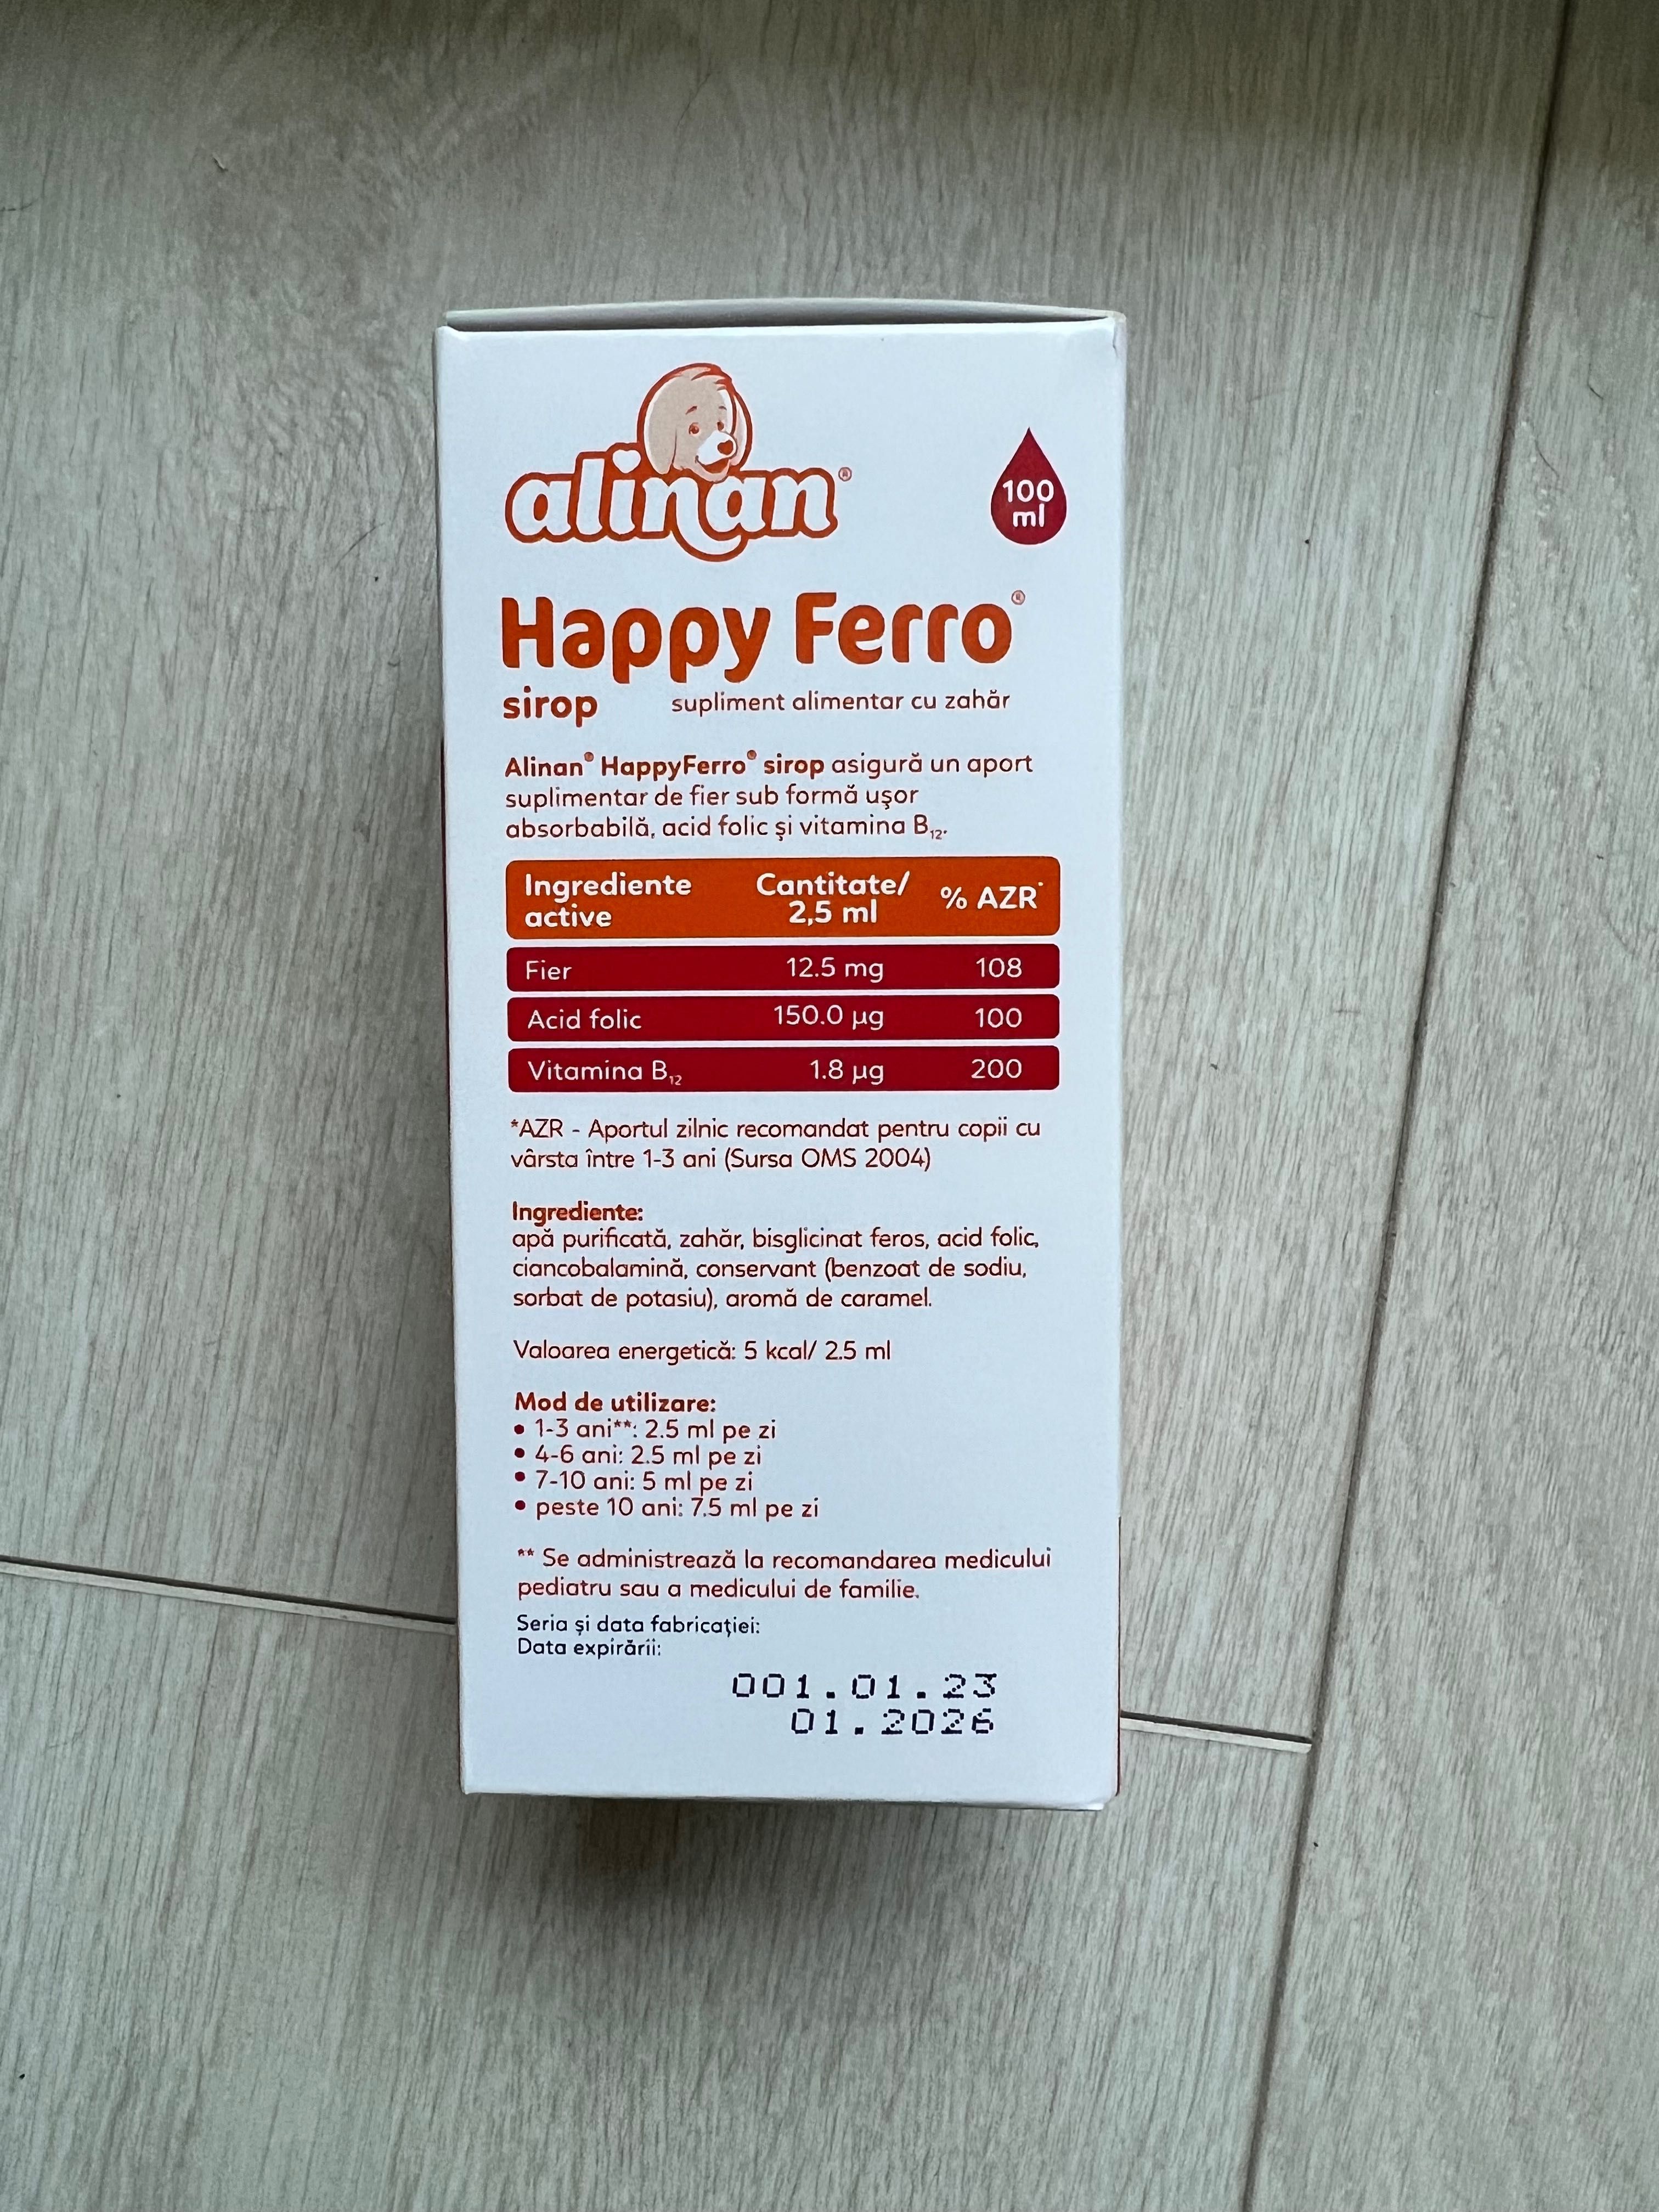 alinan®
100
ml
Happy Ferro®
sirop supliment alimentar cu zahăr
Alinan® HappyFerro® sirop asigură un aport
suplimentar de fier sub formă ușor
absorbabilă, acid folic și vitamina B₁₂.
Ingrediente active Cantitate/ 2,5 ml % AZR*
Fier 12.5 mg 108
Acid folic 150.0 µg 100
Vitamina B₁₂ 1.8 µg 200
*AZR - Aportul zilnic recomandat pentru copii cu
vârsta între 1-3 ani (Sursa OMS 2004)
Ingrediente:
apă purificată, zahăr, bisglicinat feros, acid folic,
ciancobalamină, conservant (benzoat de sodiu,
sorbat de potasiu), aromă de caramel.
Valoarea energetică: 5 kcal/ 2.5 ml
Mod de utilizare:
• 1-3 ani**: 2.5 ml pe zi
• 4-6 ani: 2.5 ml pe zi
• 7-10 ani: 5 ml pe zi
• peste 10 ani: 7.5 ml pe zi
** Se administrează la recomandarea medicului
pediatru sau a medicului de familie.
Seria și data fabricației:
Data expirării:
001.01.23
01.2026